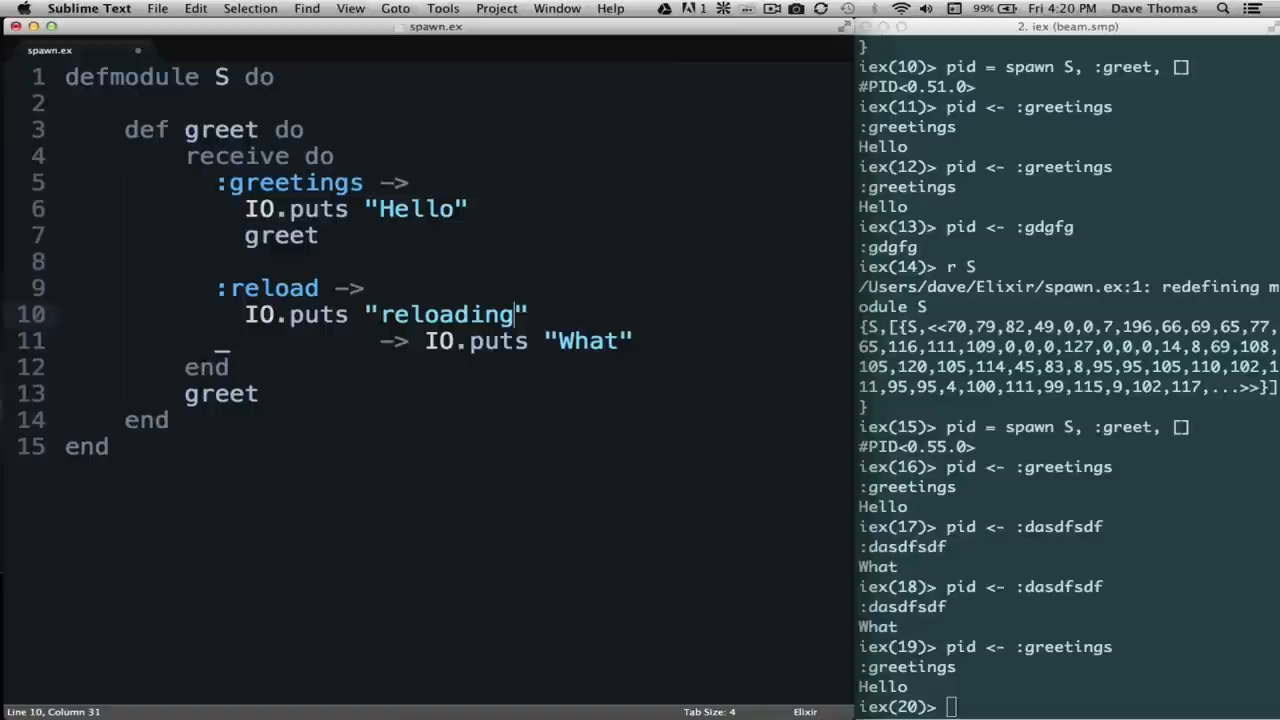 Sublime Text File Edit Selection Find View Goto Tools Project Window Help 1 99% Fri 4:20 PM Dave Thomas
spawn.ex
2. iex (beam.smp)
spawn.ex
1 defmodule S do
2
3 def greet do
4 receive do
5 :greetings ->
6 IO.puts "Hello"
7 greet
8
9 :reload ->
10 IO.puts "reloading"
11 _ -> IO.puts "What"
12 end
13 greet
14 end
15 end
}
iex(10)> pid = spawn S, :greet, []
#PID<0.51.0>
iex(11)> pid <- :greetings
:greetings
Hello
iex(12)> pid <- :greetings
:greetings
Hello
iex(13)> pid <- :gdgfg
:gdgfg
iex(14)> r S
/Users/dave/Elixir/spawn.ex:1: redefining m
odule S
{S,[{S,<<70,79,82,49,0,0,7,196,66,69,65,77,
65,116,111,109,0,0,0,127,0,0,0,14,8,69,108,
105,120,105,114,45,83,8,95,95,105,110,102,1
11,95,95,4,100,111,99,115,9,102,117,...>>}]
}
iex(15)> pid = spawn S, :greet, []
#PID<0.55.0>
iex(16)> pid <- :greetings
:greetings
Hello
iex(17)> pid <- :dasdfsdf
:dasdfsdf
What
iex(18)> pid <- :dasdfsdf
:dasdfsdf
What
iex(19)> pid <- :greetings
:greetings
Hello
iex(20)>
Line 10, Column 31 Tab Size: 4 Elixir